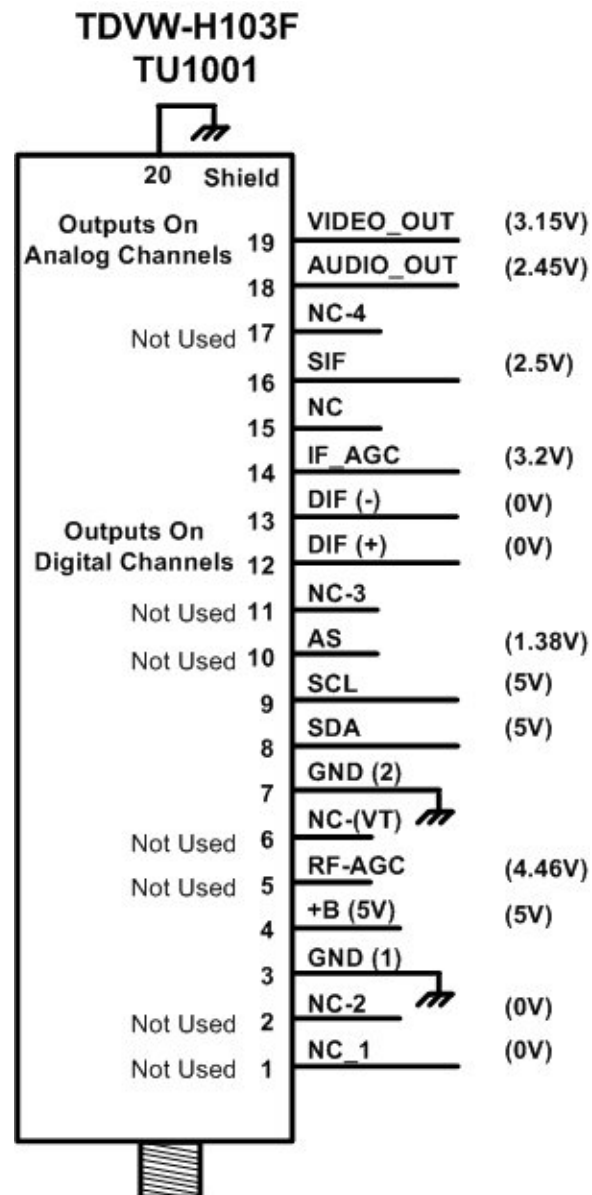 TDVW-H103F
TU1001
20 Shield
Outputs On
Analog Channels
19 VIDEO_OUT (3.15V)
18 AUDIO_OUT (2.45V)
Not Used 17 NC-4
16 SIF (2.5V)
15 NC
14 IF_AGC (3.2V)
13 DIF (-) (0V)
Outputs On
Digital Channels
12 DIF (+) (0V)
Not Used 11 NC-3
Not Used 10 AS (1.38V)
9 SCL (5V)
8 SDA (5V)
7 GND (2)
Not Used 6 NC-(VT)
Not Used 5 RF-AGC (4.46V)
4 +B (5V) (5V)
3 GND (1)
Not Used 2 NC-2 (0V)
Not Used 1 NC_1 (0V)